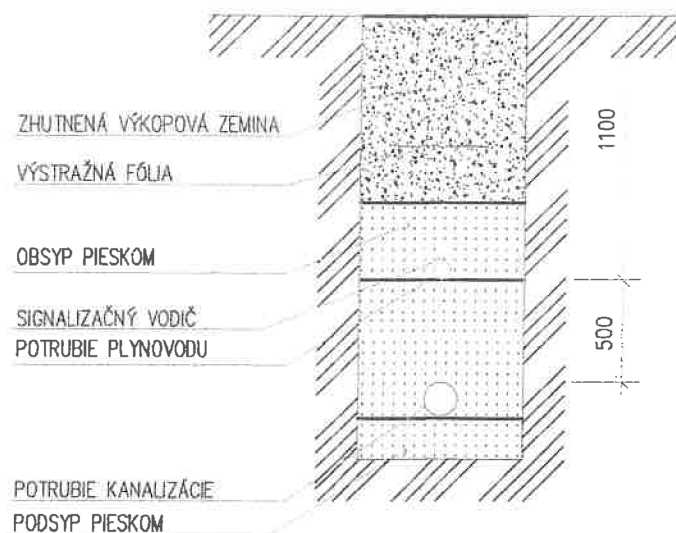 ZHUTNENÁ VÝKOPOVÁ ZEMINA
VÝSTRAŽNÁ FÓLIA
OBSYP PIESKOM
SIGNALIZAČNÝ VODIČ
POTRUBIE PLYNOVODU
POTRUBIE KANALIZÁCIE
PODSYP PIESKOM
1100
500